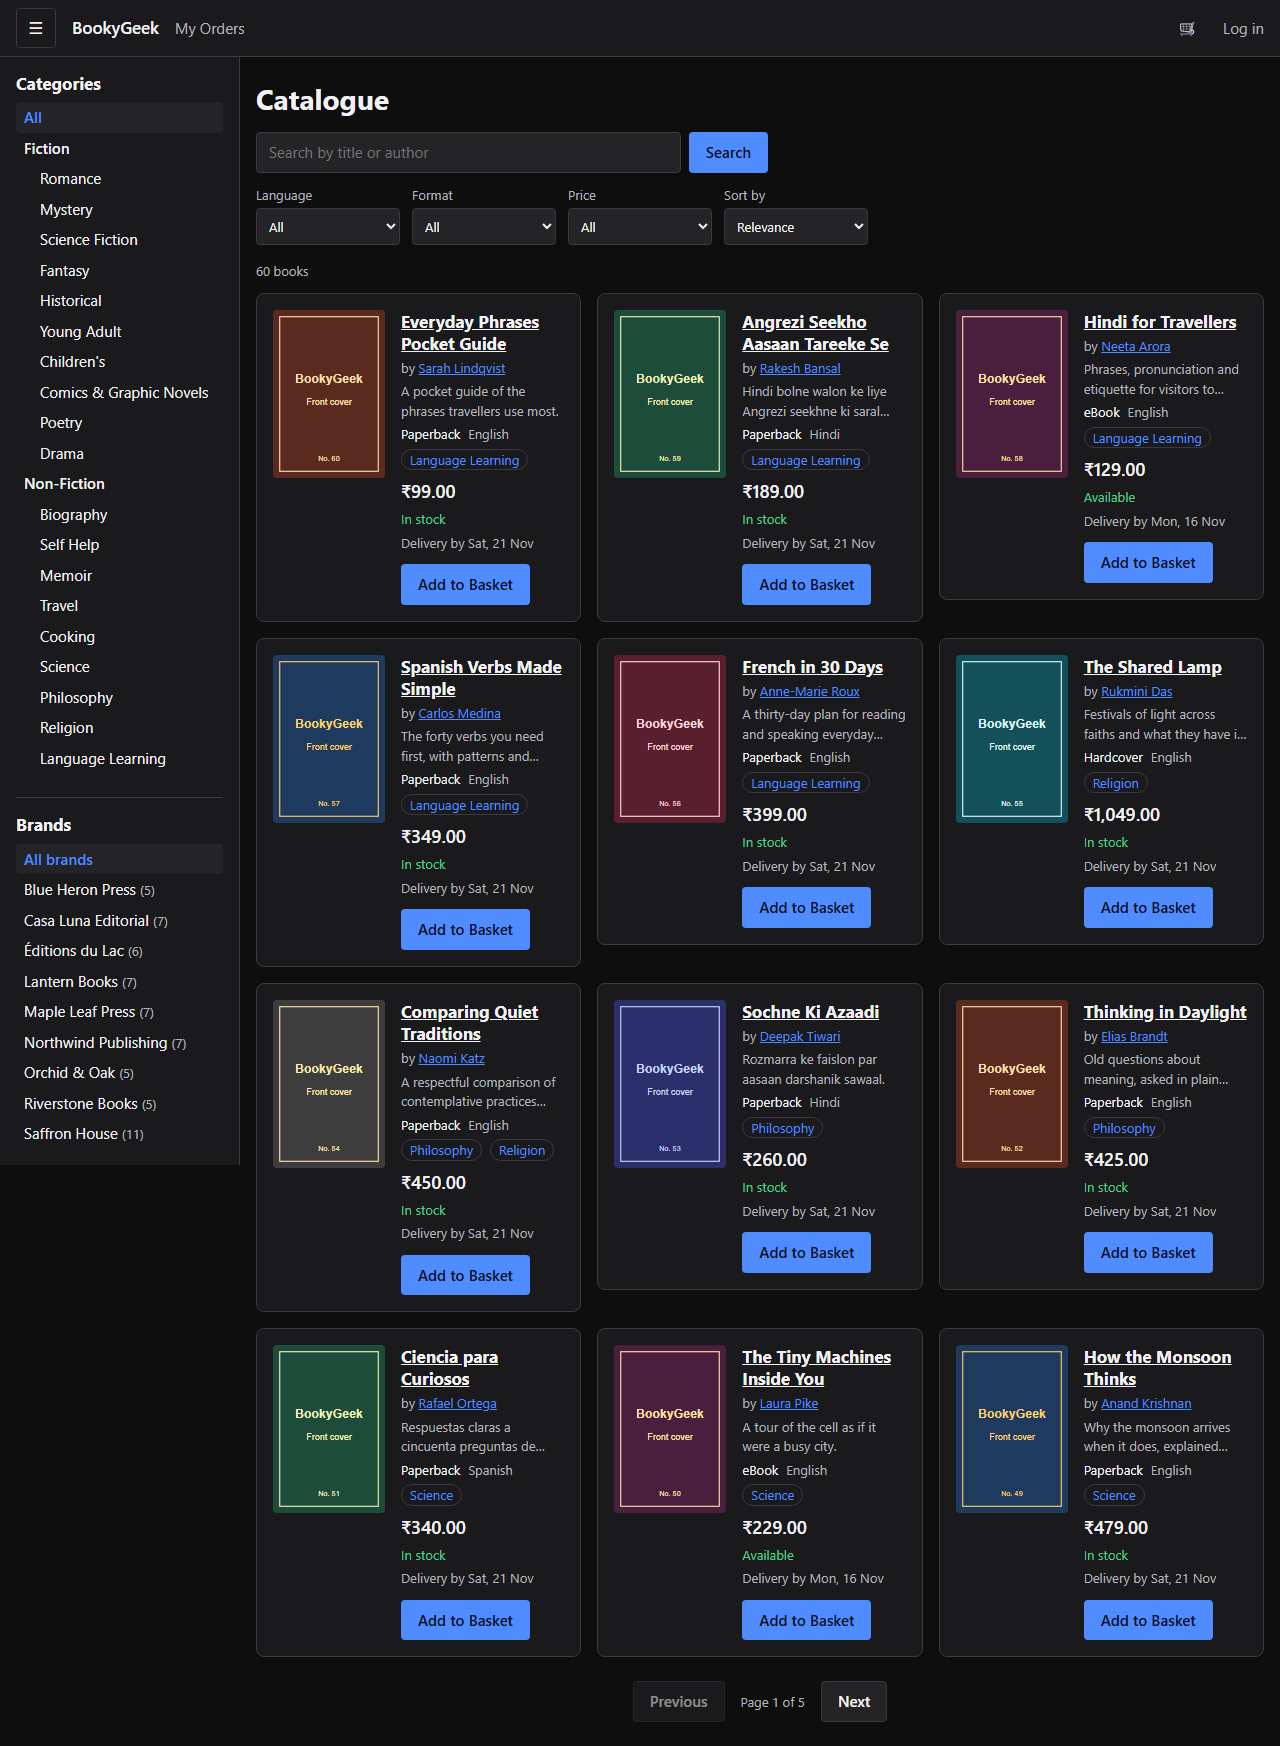 ☰ BookyGeek My Orders Log in
Categories
All
Fiction
Romance
Mystery
Science Fiction
Fantasy
Historical
Young Adult
Children's
Comics & Graphic Novels
Poetry
Drama
Non-Fiction
Biography
Self Help
Memoir
Travel
Cooking
Science
Philosophy
Religion
Language Learning
Brands
All brands
Blue Heron Press (5)
Casa Luna Editorial (7)
Éditions du Lac (6)
Lantern Books (7)
Maple Leaf Press (7)
Northwind Publishing (7)
Orchid & Oak (5)
Riverstone Books (5)
Saffron House (11)
Catalogue
Search by title or author
Search
Language Format Price Sort by
All All All Relevance
60 books
BookyGeek
Front cover
No. 60
Everyday Phrases
Pocket Guide
by Sarah Lindqvist
A pocket guide of the
phrases travellers use most.
Paperback English
Language Learning
₹99.00
In stock
Delivery by Sat, 21 Nov
Add to Basket
BookyGeek
Front cover
No. 59
Angrezi Seekho
Aasaan Tareeke Se
by Rakesh Bansal
Hindi bolne walon ke liye
Angrezi seekhne ki saral...
Paperback Hindi
Language Learning
₹189.00
In stock
Delivery by Sat, 21 Nov
Add to Basket
BookyGeek
Front cover
No. 58
Hindi for Travellers
by Neeta Arora
Phrases, pronunciation and
etiquette for visitors to...
eBook English
Language Learning
₹129.00
Available
Delivery by Mon, 16 Nov
Add to Basket
BookyGeek
Front cover
No. 57
Spanish Verbs Made
Simple
by Carlos Medina
The forty verbs you need
first, with patterns and...
Paperback English
Language Learning
₹349.00
In stock
Delivery by Sat, 21 Nov
Add to Basket
BookyGeek
Front cover
No. 56
French in 30 Days
by Anne-Marie Roux
A thirty-day plan for reading
and speaking everyday...
Paperback English
Language Learning
₹399.00
In stock
Delivery by Sat, 21 Nov
Add to Basket
BookyGeek
Front cover
No. 55
The Shared Lamp
by Rukmini Das
Festivals of light across
faiths and what they have i...
Hardcover English
Religion
₹1,049.00
In stock
Delivery by Sat, 21 Nov
Add to Basket
BookyGeek
Front cover
No. 54
Comparing Quiet
Traditions
by Naomi Katz
A respectful comparison of
contemplative practices...
Paperback English
Philosophy Religion
₹450.00
In stock
Delivery by Sat, 21 Nov
Add to Basket
BookyGeek
Front cover
No. 53
Sochne Ki Azaadi
by Deepak Tiwari
Rozmarra ke faislon par
aasaan darshanik sawaal.
Paperback Hindi
Philosophy
₹260.00
In stock
Delivery by Sat, 21 Nov
Add to Basket
BookyGeek
Front cover
No. 52
Thinking in Daylight
by Elias Brandt
Old questions about
meaning, asked in plain...
Paperback English
Philosophy
₹425.00
In stock
Delivery by Sat, 21 Nov
Add to Basket
BookyGeek
Front cover
No. 51
Ciencia para
Curiosos
by Rafael Ortega
Respuestas claras a
cincuenta preguntas de...
Paperback Spanish
Science
₹340.00
In stock
Delivery by Sat, 21 Nov
Add to Basket
BookyGeek
Front cover
No. 50
The Tiny Machines
Inside You
by Laura Pike
A tour of the cell as if it
were a busy city.
eBook English
Science
₹229.00
Available
Delivery by Mon, 16 Nov
Add to Basket
BookyGeek
Front cover
No. 49
How the Monsoon
Thinks
by Anand Krishnan
Why the monsoon arrives
when it does, explained...
Paperback English
Science
₹479.00
In stock
Delivery by Sat, 21 Nov
Add to Basket
Previous Page 1 of 5 Next